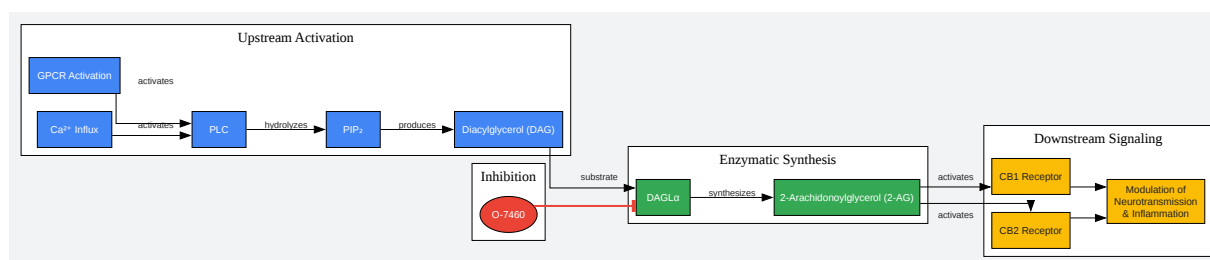 Upstream Activation
GPCR Activation
activates
Ca²⁺ Influx
activates
PLC
hydrolyzes
PIP₂
produces
Diacylglycerol (DAG)
Inhibition
O-7460
substrate
Enzymatic Synthesis
DAGLα
synthesizes
2-Arachidonoylglycerol (2-AG)
activates
activates
Downstream Signaling
CB1 Receptor
CB2 Receptor
Modulation of
Neurotransmission
& Inflammation